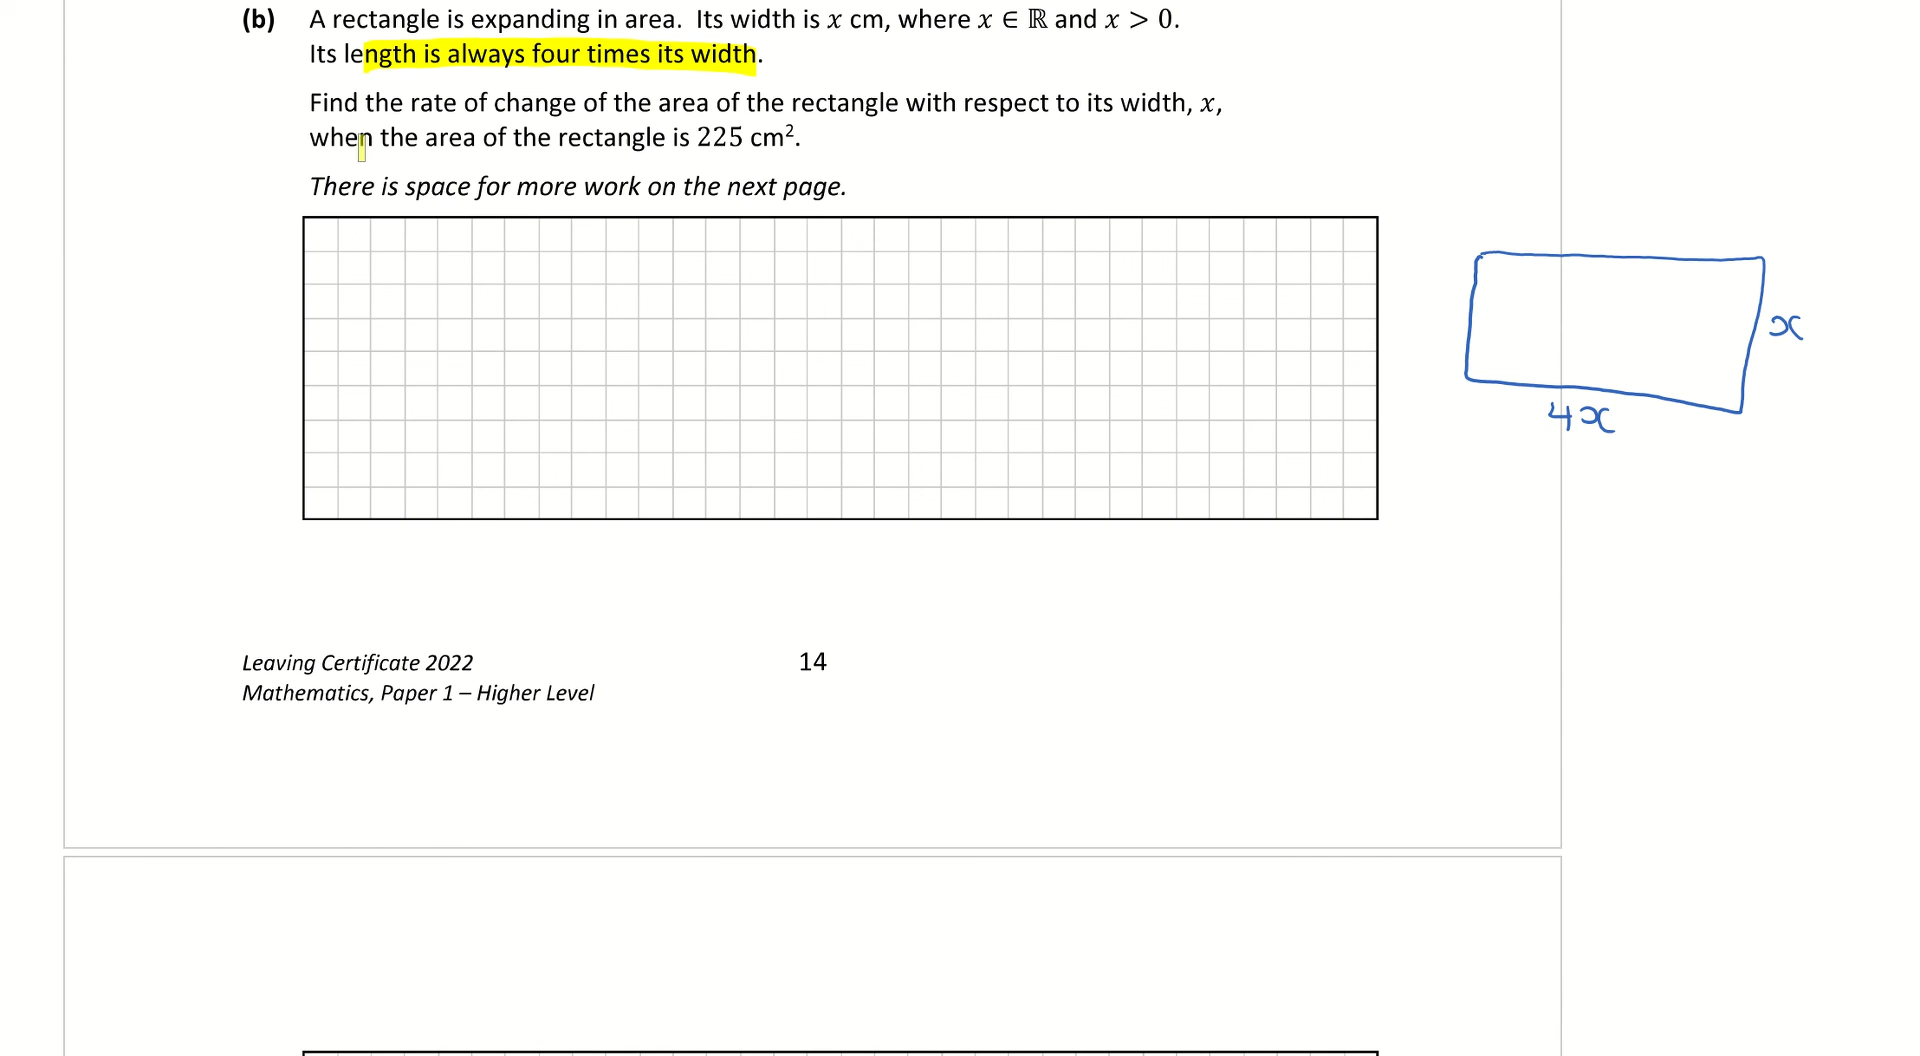 (b) A rectangle is expanding in area. Its width is x cm, where x ∈ ℝ and x > 0.
Its length is always four times its width.
Find the rate of change of the area of the rectangle with respect to its width, x,
when the area of the rectangle is 225 cm².
There is space for more work on the next page.
x
4x
Leaving Certificate 2022
14
Mathematics, Paper 1 – Higher Level